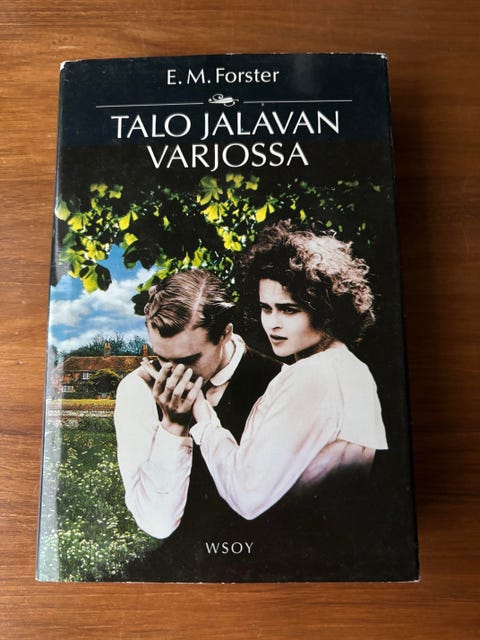 E. M. Forster
TALO JALAVAN
VARJOSSA
WSOY